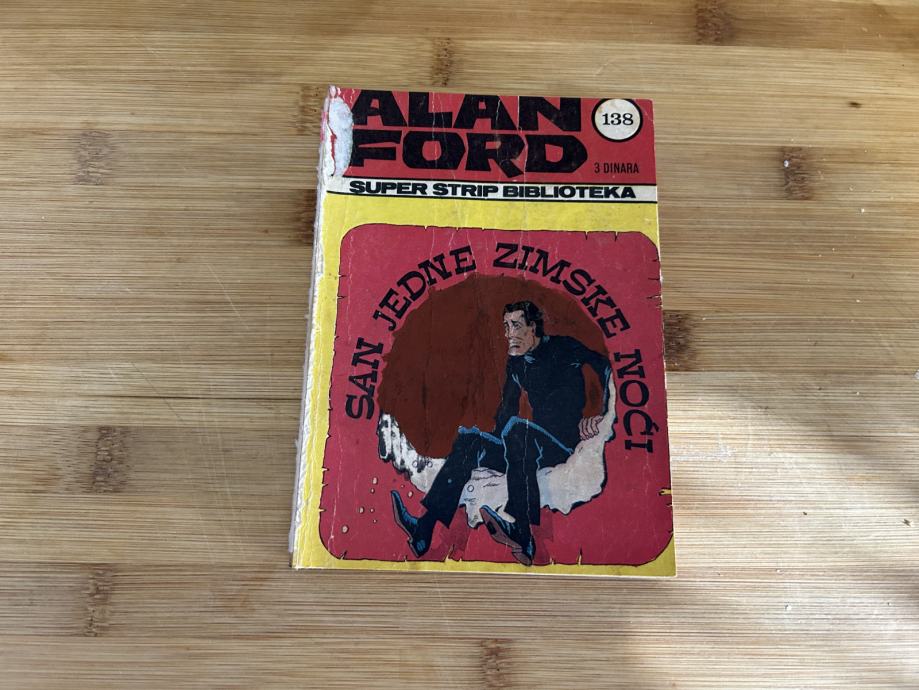 ALAN
FORD
138
3 DINARA
SUPER STRIP BIBLIOTEKA
SAN JEDNE ZIMSKE NOĆI